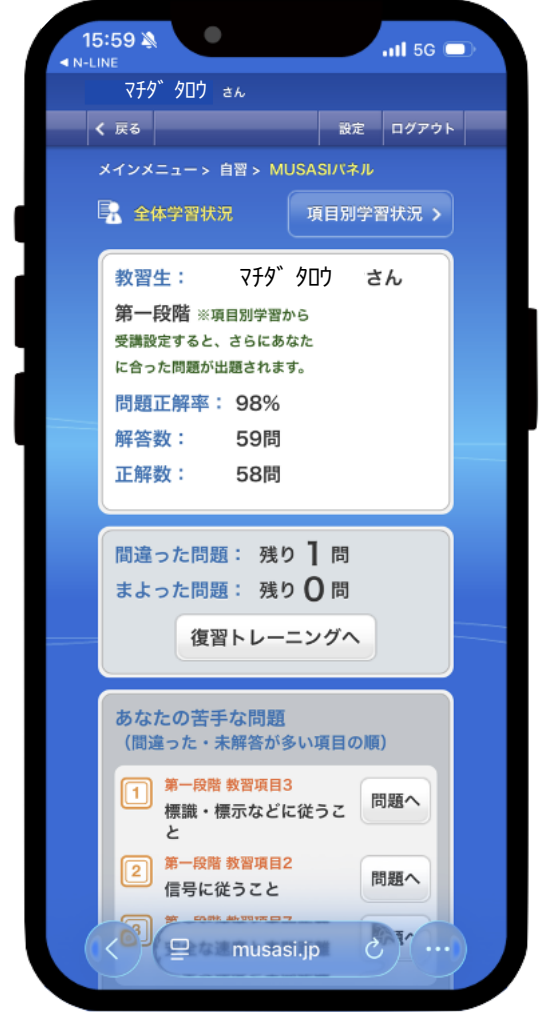 15:59
◀ N-LINE
5G
マチダ タロウ さん
戻る
設定
ログアウト
メインメニュー > 自習 > MUSASIパネル
全体学習状況
項目別学習状況
教習生： マチダ タロウ さん
第一段階 ※項目別学習から
受講設定すると、さらにあなた
に合った問題が出題されます。
問題正解率： 98%
解答数： 59問
正解数： 58問
間違った問題： 残り 1 問
まよった問題： 残り 0 問
復習トレーニングへ
あなたの苦手な問題
（間違った・未解答が多い項目の順）
1 第一段階 教習項目3
標識・標示などに従うこ
と
問題へ
2 第一段階 教習項目2
信号に従うこと
問題へ
3
musasi.jp